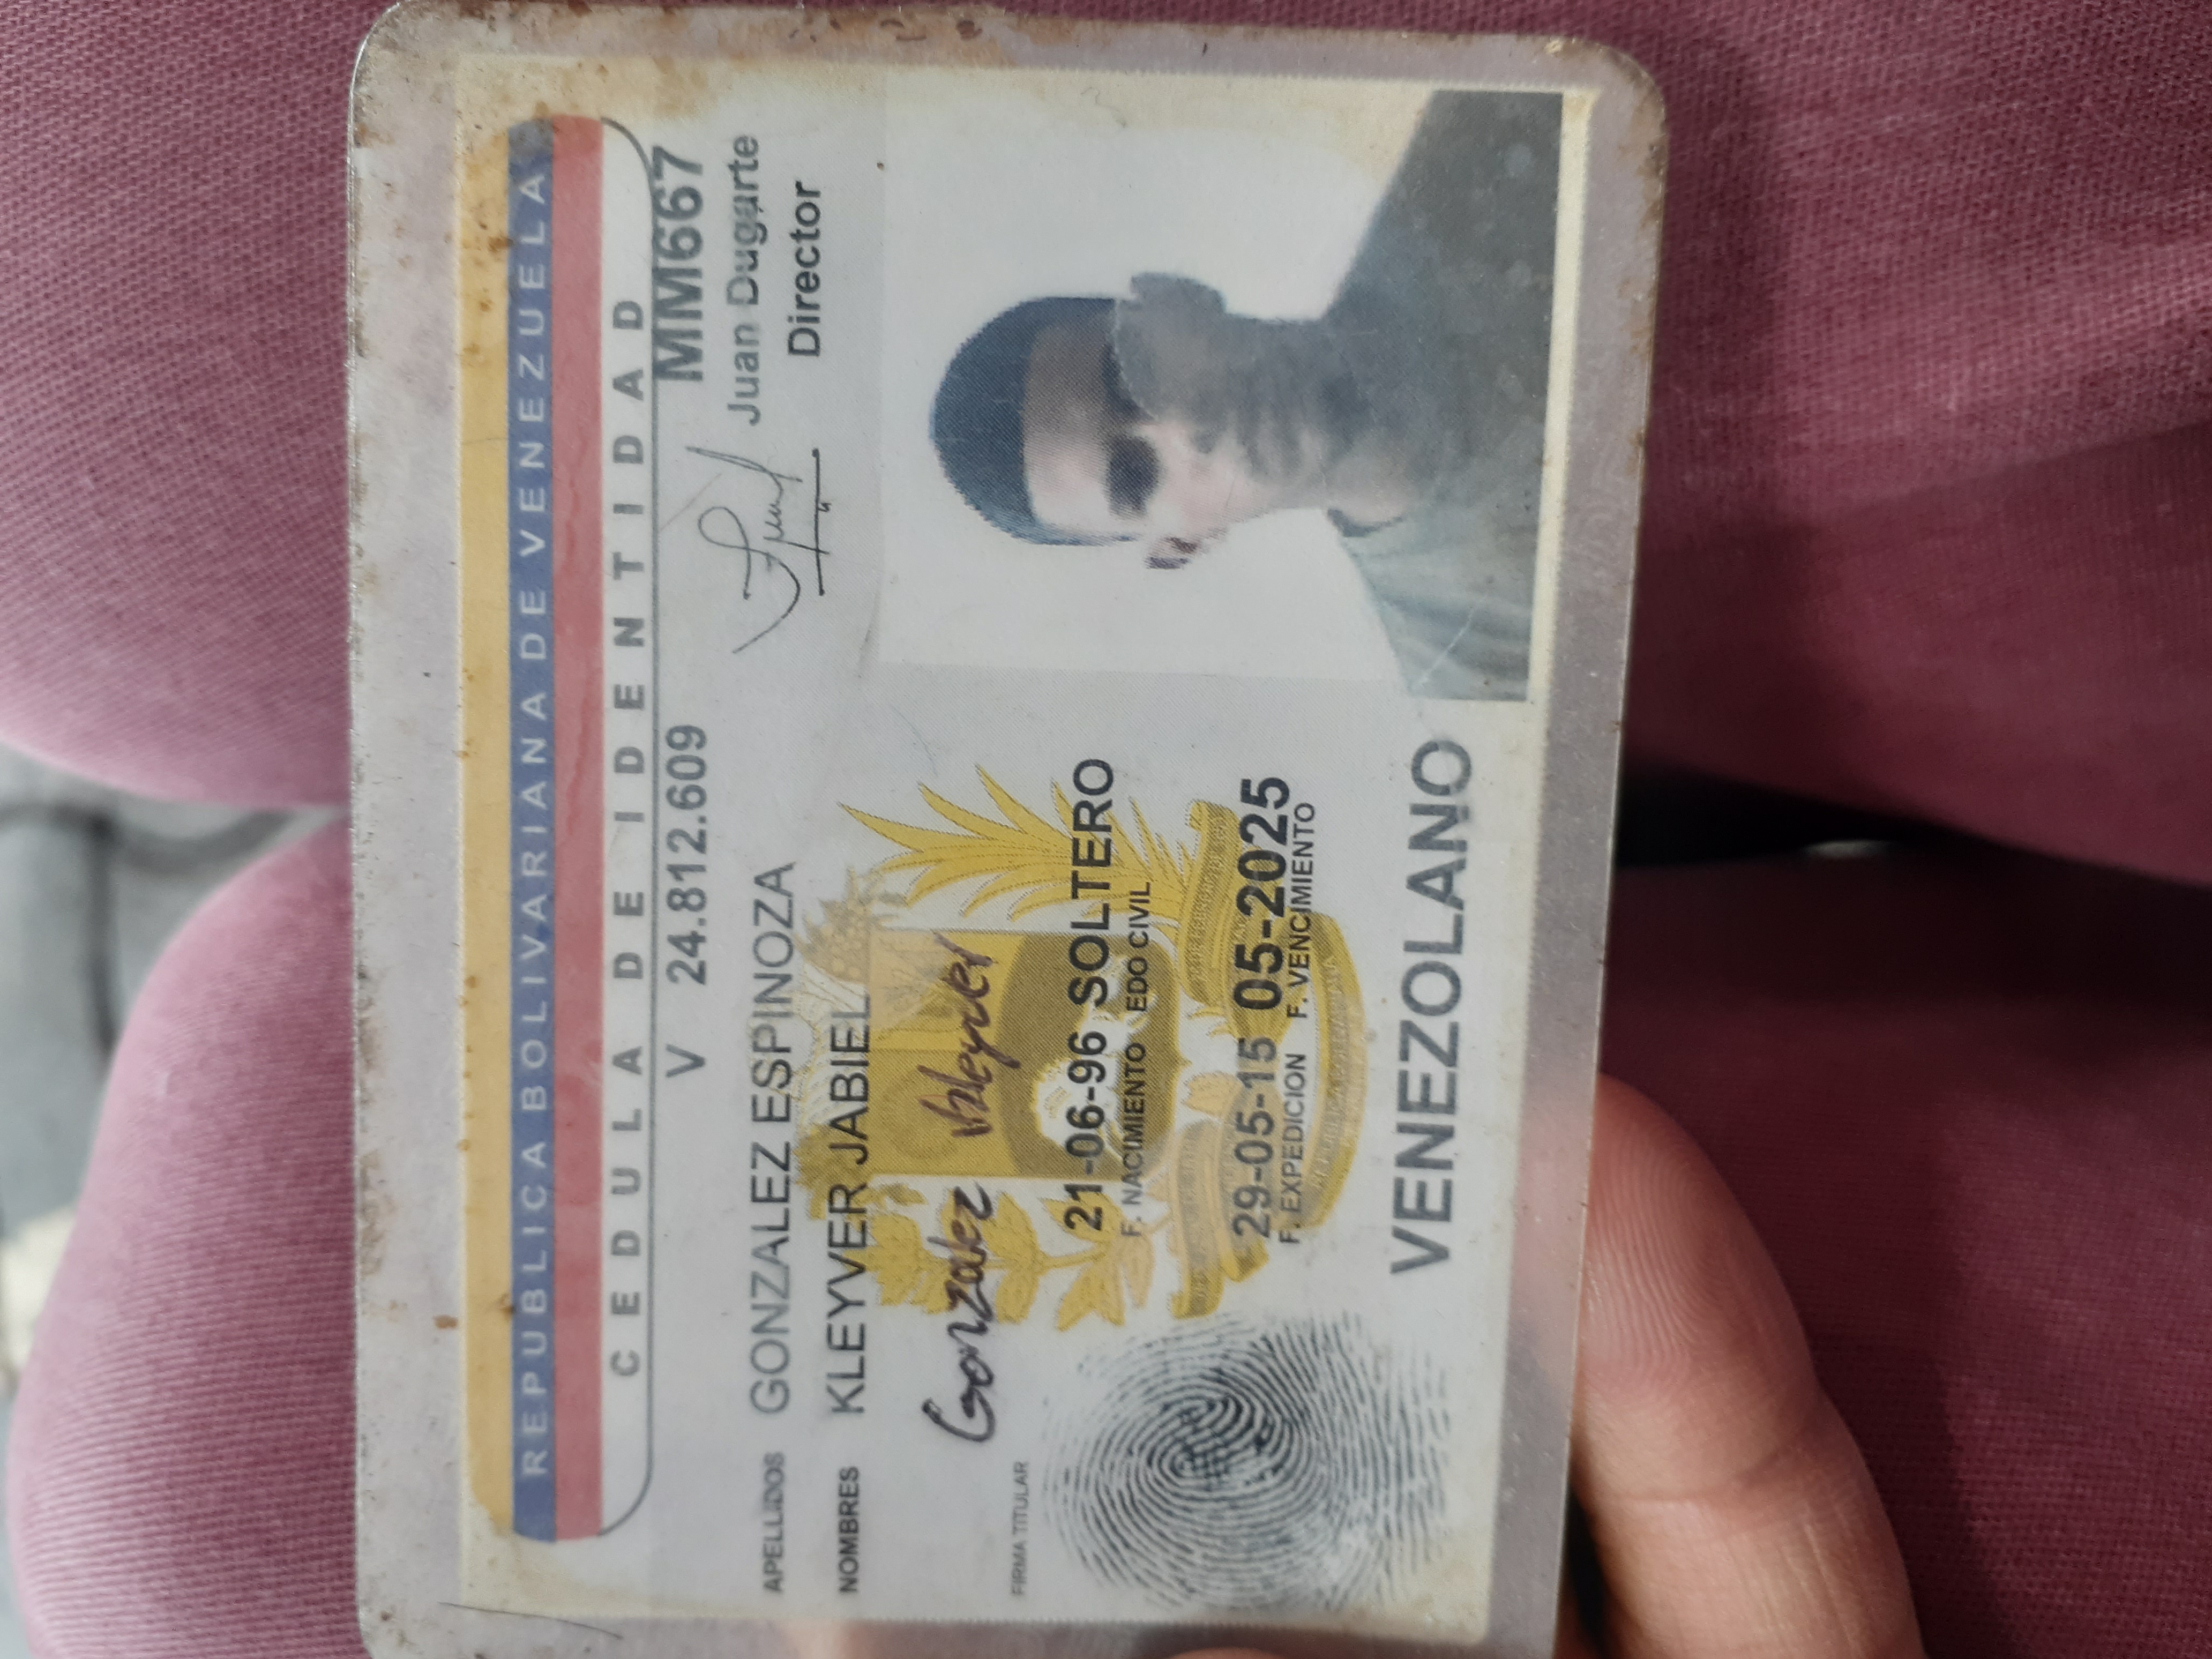 REPUBLICA BOLIVARIANA DE VENEZUELA
CEDULA DE IDENTIDAD
V 24.812.609
MM667
Juan Dugarte
Director
APELLIDOS GONZALEZ ESPINOZA
NOMBRES KLEYVER JABIEL
Gonzalez
FIRMA TITULAR
21-06-96 SOLTERO
F. NACIMIENTO EDO CIVIL
29-05-15 05-2025
F. EXPEDICION F. VENCIMIENTO
VENEZOLANO